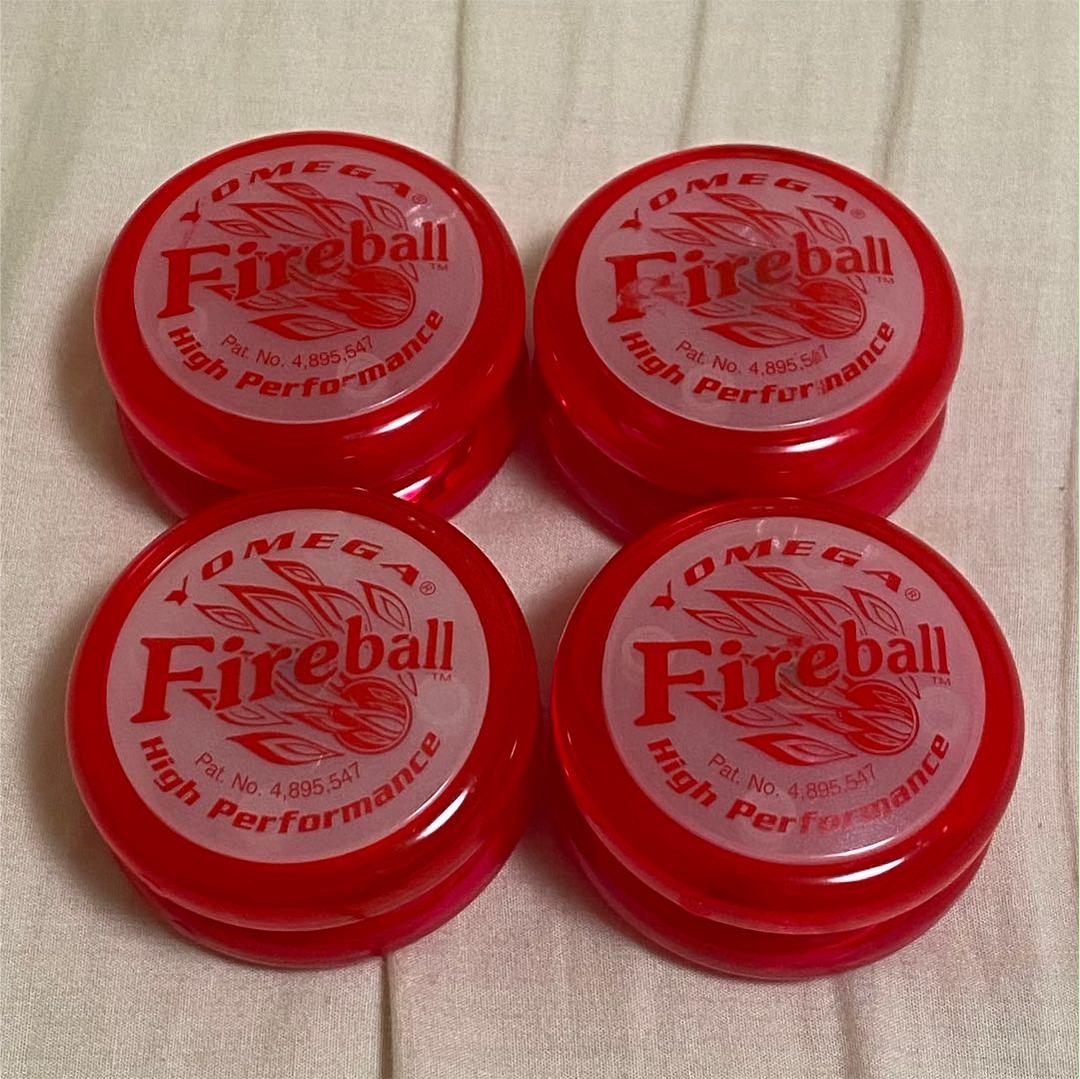 YOMEGA®
Fireball™
Pat. No. 4,895,547
High Performance
YOMEGA®
Fireball™
Pat. No. 4,895,547
High Performance
YOMEGA®
Fireball™
Pat. No. 4,895,547
High Performance
YOMEGA®
Fireball™
Pat. No. 4,895,547
High Performance